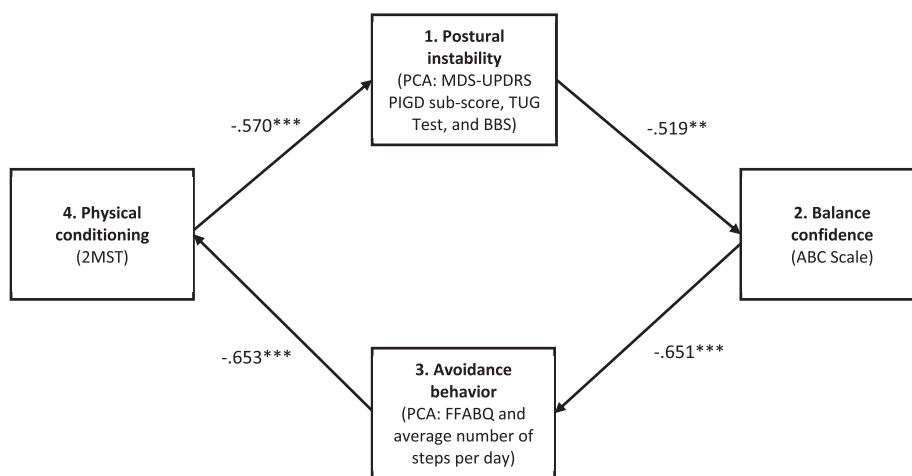 1. Postural
instability
(PCA: MDS-UPDRS
PIGD sub-score, TUG
Test, and BBS)
-.570***
-.519**
4. Physical
conditioning
(2MST)
2. Balance
confidence
(ABC Scale)
-.653***
-.651***
3. Avoidance
behavior
(PCA: FFABQ and
average number of
steps per day)